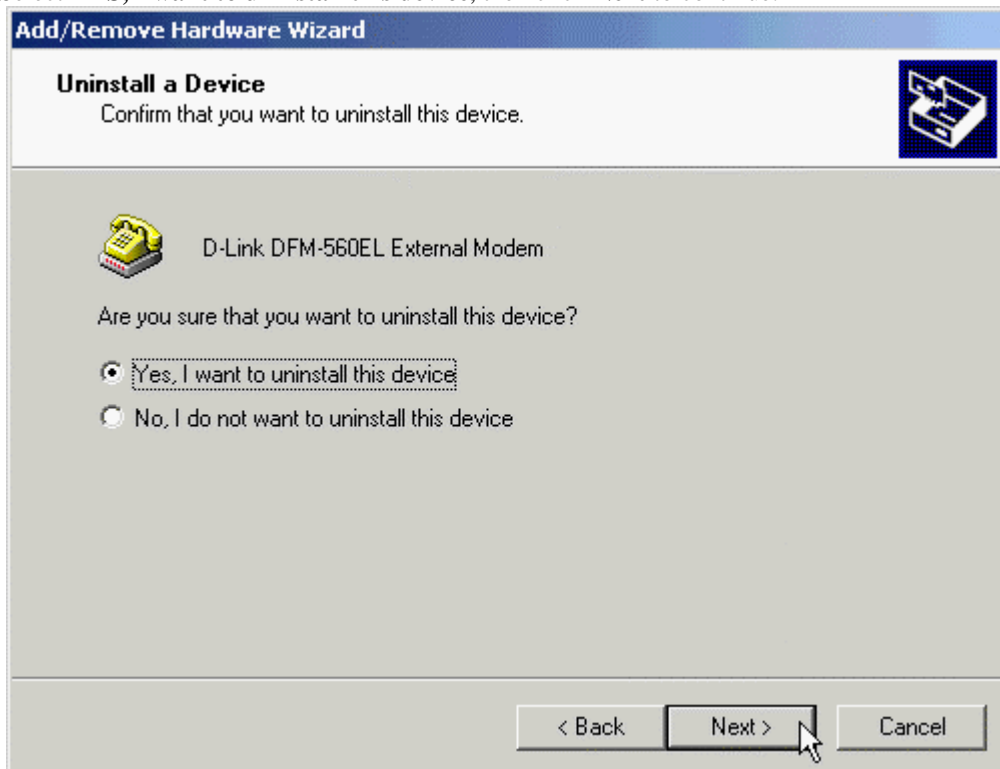 Add/Remove Hardware Wizard
Uninstall a Device
Confirm that you want to uninstall this device.
D-Link DFM-560EL External Modem
Are you sure that you want to uninstall this device?
Yes, I want to uninstall this device
No, I do not want to uninstall this device
< Back Next > Cancel